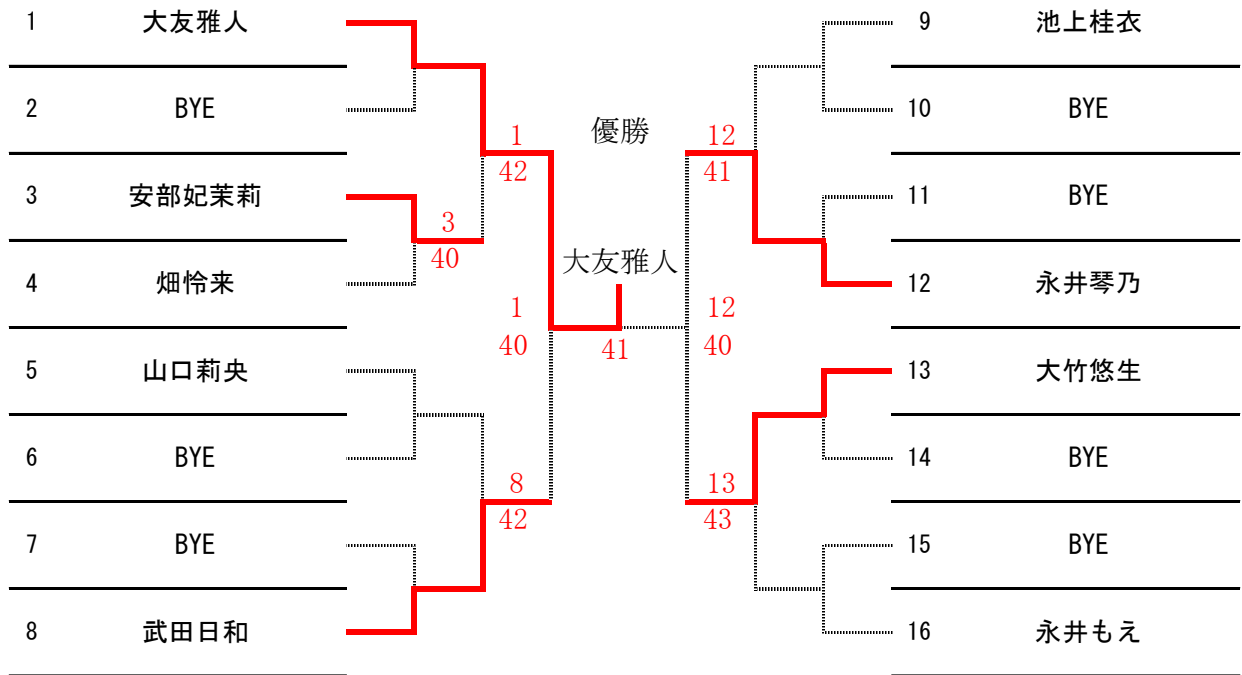 1 大友雅人
2 BYE
3 安部妃茉莉
4 畑怜来
5 山口莉央
6 BYE
7 BYE
8 武田日和
1
42
3
40
1
40
8
42
優勝
大友雅人
41
12
41
12
40
13
43
9 池上桂衣
10 BYE
11 BYE
12 永井琴乃
13 大竹悠生
14 BYE
15 BYE
16 永井もえ